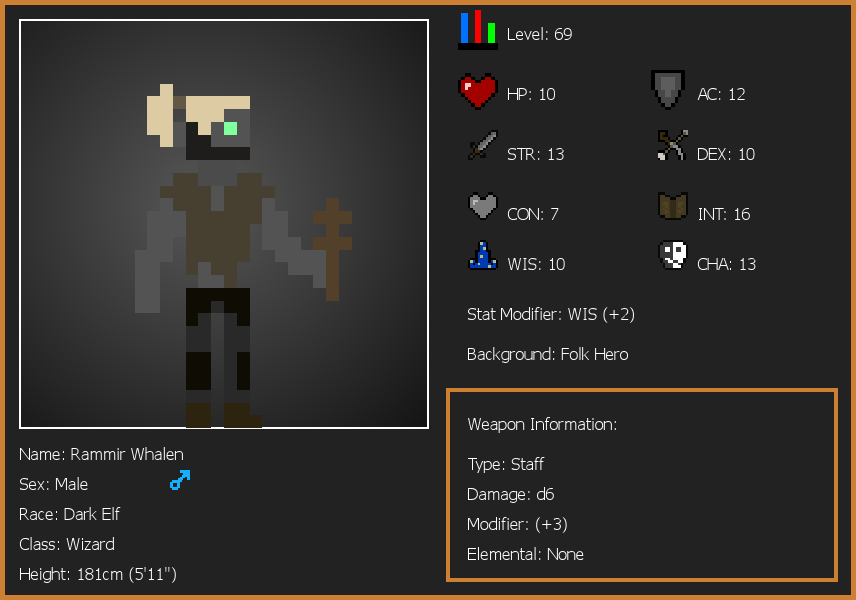 Level: 69
HP: 10
AC: 12
STR: 13
DEX: 10
CON: 7
INT: 16
WIS: 10
CHA: 13
Stat Modifier: WIS (+2)
Background: Folk Hero
Weapon Information:
Type: Staff
Damage: d6
Modifier: (+3)
Elemental: None
Name: Rammir Whalen
Sex: Male
Race: Dark Elf
Class: Wizard
Height: 181cm (5'11")